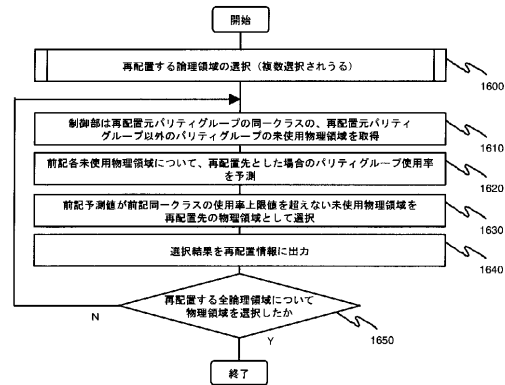 開始
再配置する論理領域の選択（複数選択されうる）
1600
制御部は再配置元パリティグループの同一クラスの、再配置元パリティ
グループ以外のパリティグループの未使用物理領域を取得
1610
前記各未使用物理領域について、再配置先とした場合のパリティグループ使用率
を予測
1620
前記予測値が前記同一クラスの使用率上限値を超えない未使用物理領域を
再配置先の物理領域として選択
1630
選択結果を再配置情報に出力
1640
再配置する全論理領域について
物理領域を選択したか
N
Y
1650
終了